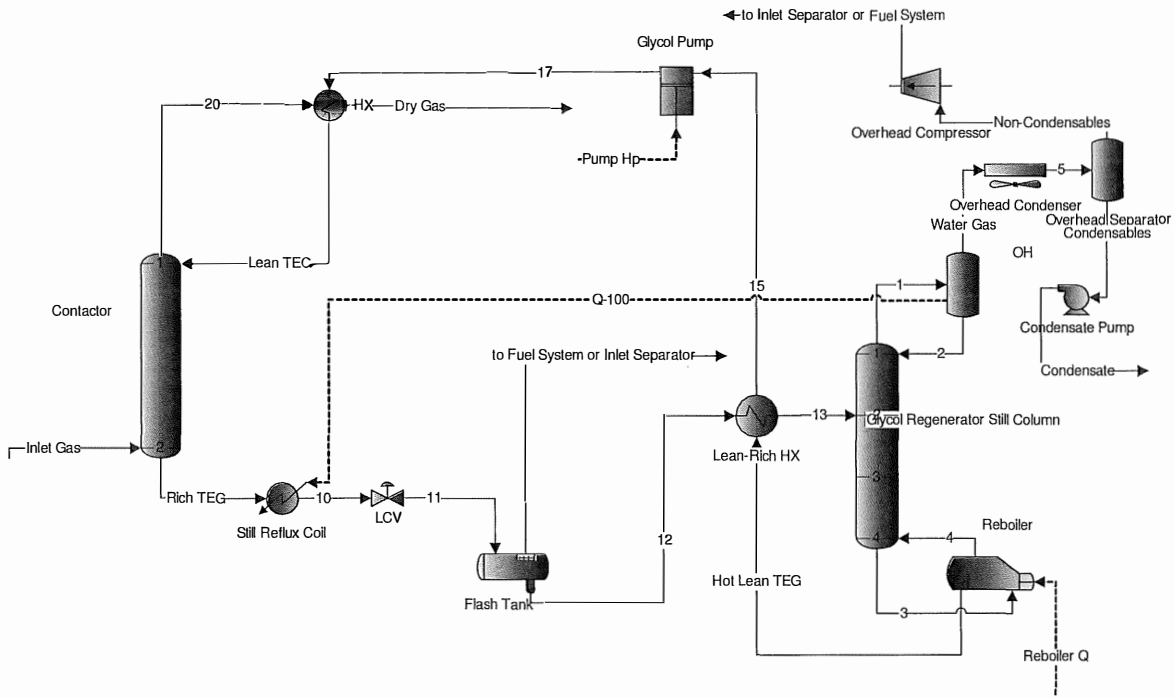 to Inlet Separator or Fuel System
Glycol Pump
17
20
HX
Dry Gas
Non-Condensables
Overhead Compressor
Pump Hp
5
Overhead Condenser
Overhead Separator
Water Gas
Condensables
OH
1
Lean TEC
15
1
Q-100
Contactor
Condensate Pump
to Fuel System or Inlet Separator
1
2
Condensate
13
2
Glycol Regenerator Still Column
Inlet Gas
2
Lean-Rich HX
3
Rich TEG
10
11
LCV
Still Reflux Coil
12
4
4
Reboiler
Hot Lean TEG
Flash Tank
3
Reboiler Q